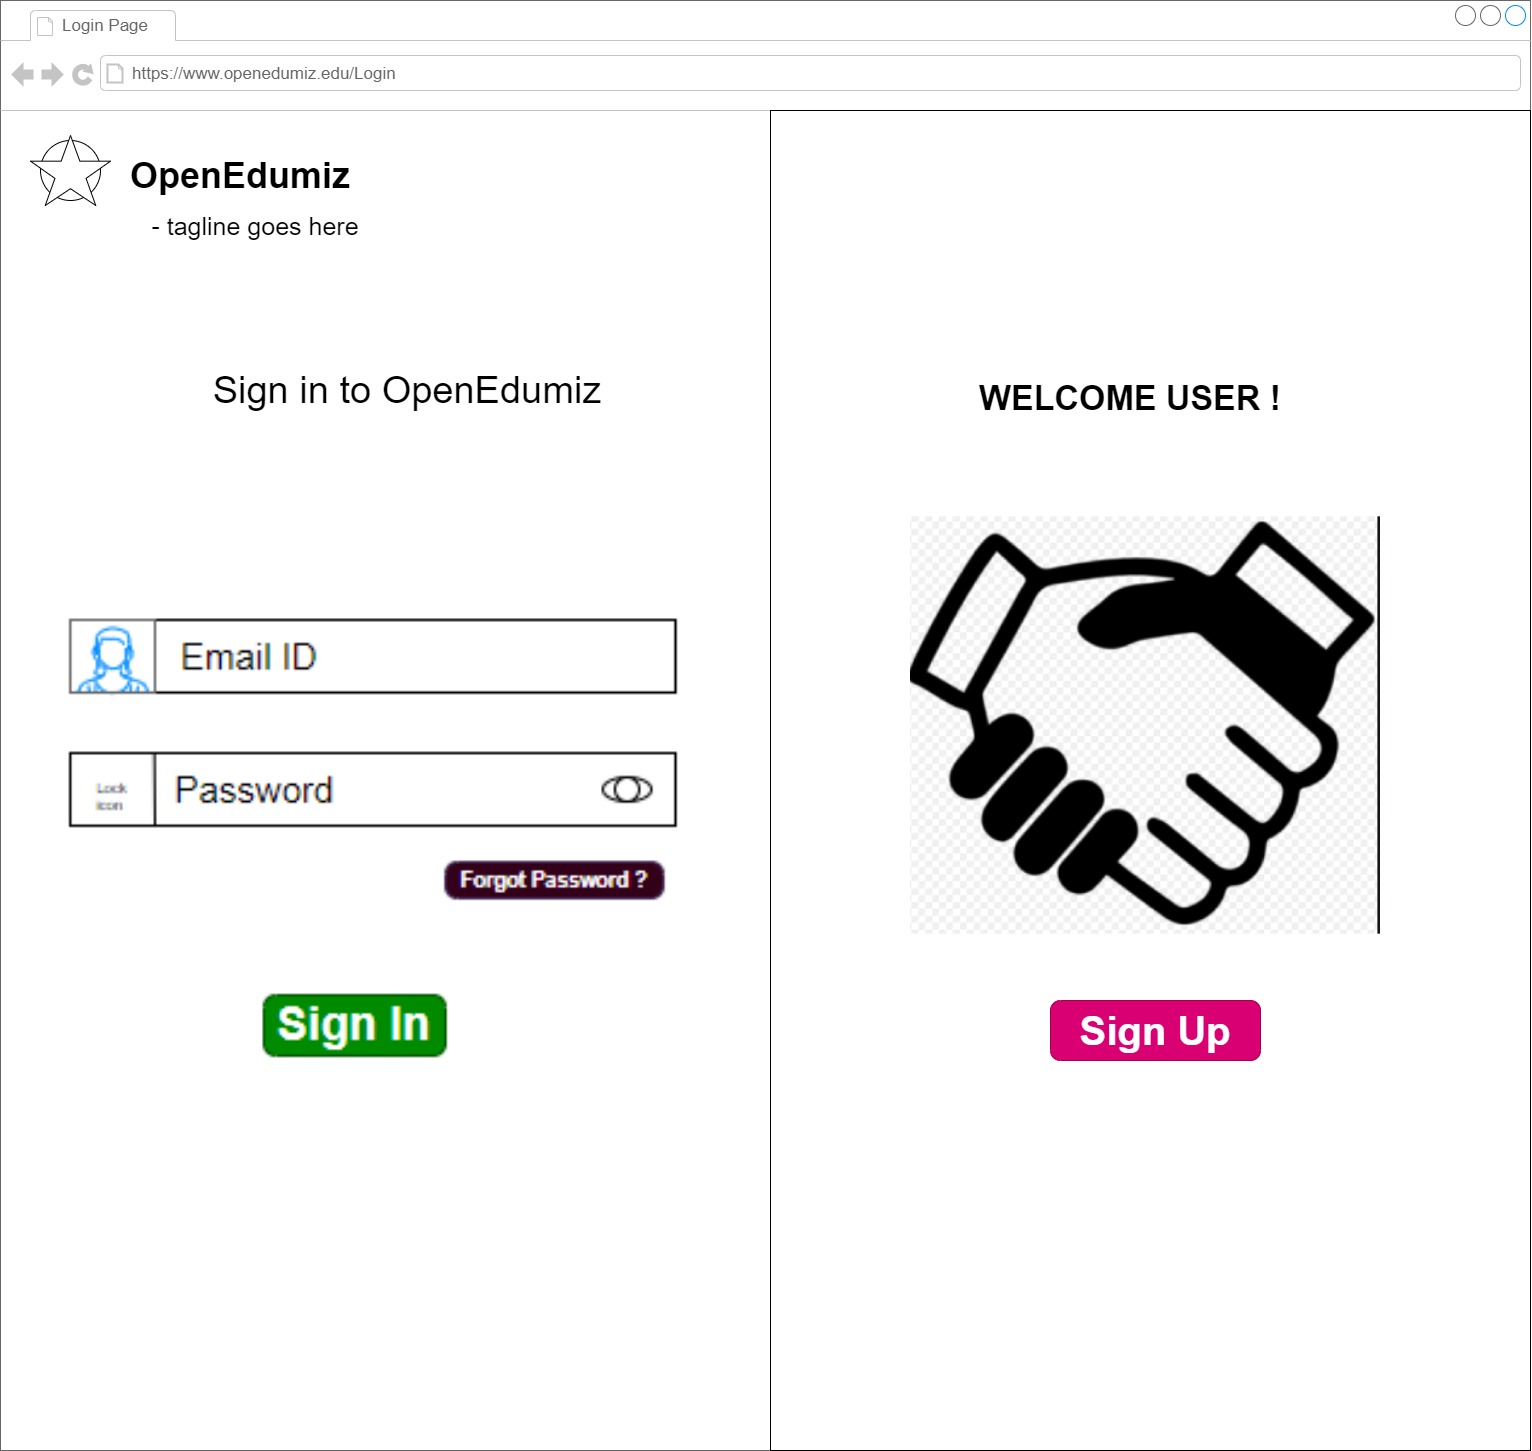 Login Page
https://www.openedumiz.edu/Login
OpenEdumiz
- tagline goes here
Sign in to OpenEdumiz
Email ID
Lock
icon
Password
Forgot Password ?
Sign In
WELCOME USER !
Sign Up